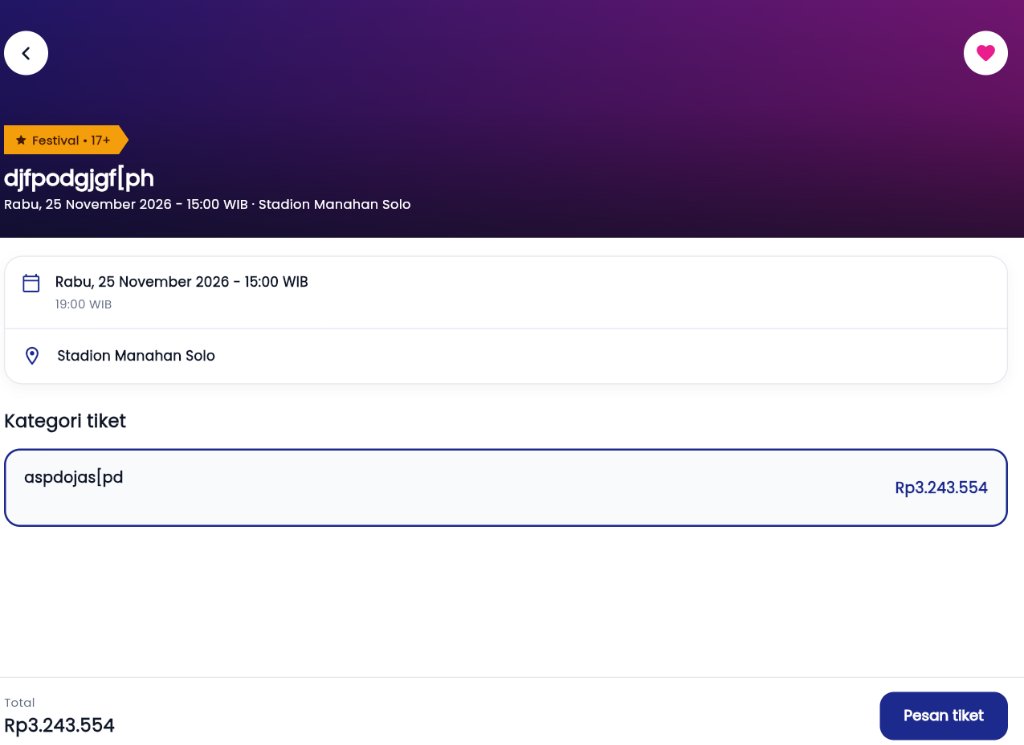 Festival • 17+
djfpodgjgf[ph
Rabu, 25 November 2026 - 15:00 WIB · Stadion Manahan Solo
Rabu, 25 November 2026 - 15:00 WIB
19:00 WIB
Stadion Manahan Solo
Kategori tiket
aspdojas[pd
Rp3.243.554
Total
Rp3.243.554
Pesan tiket